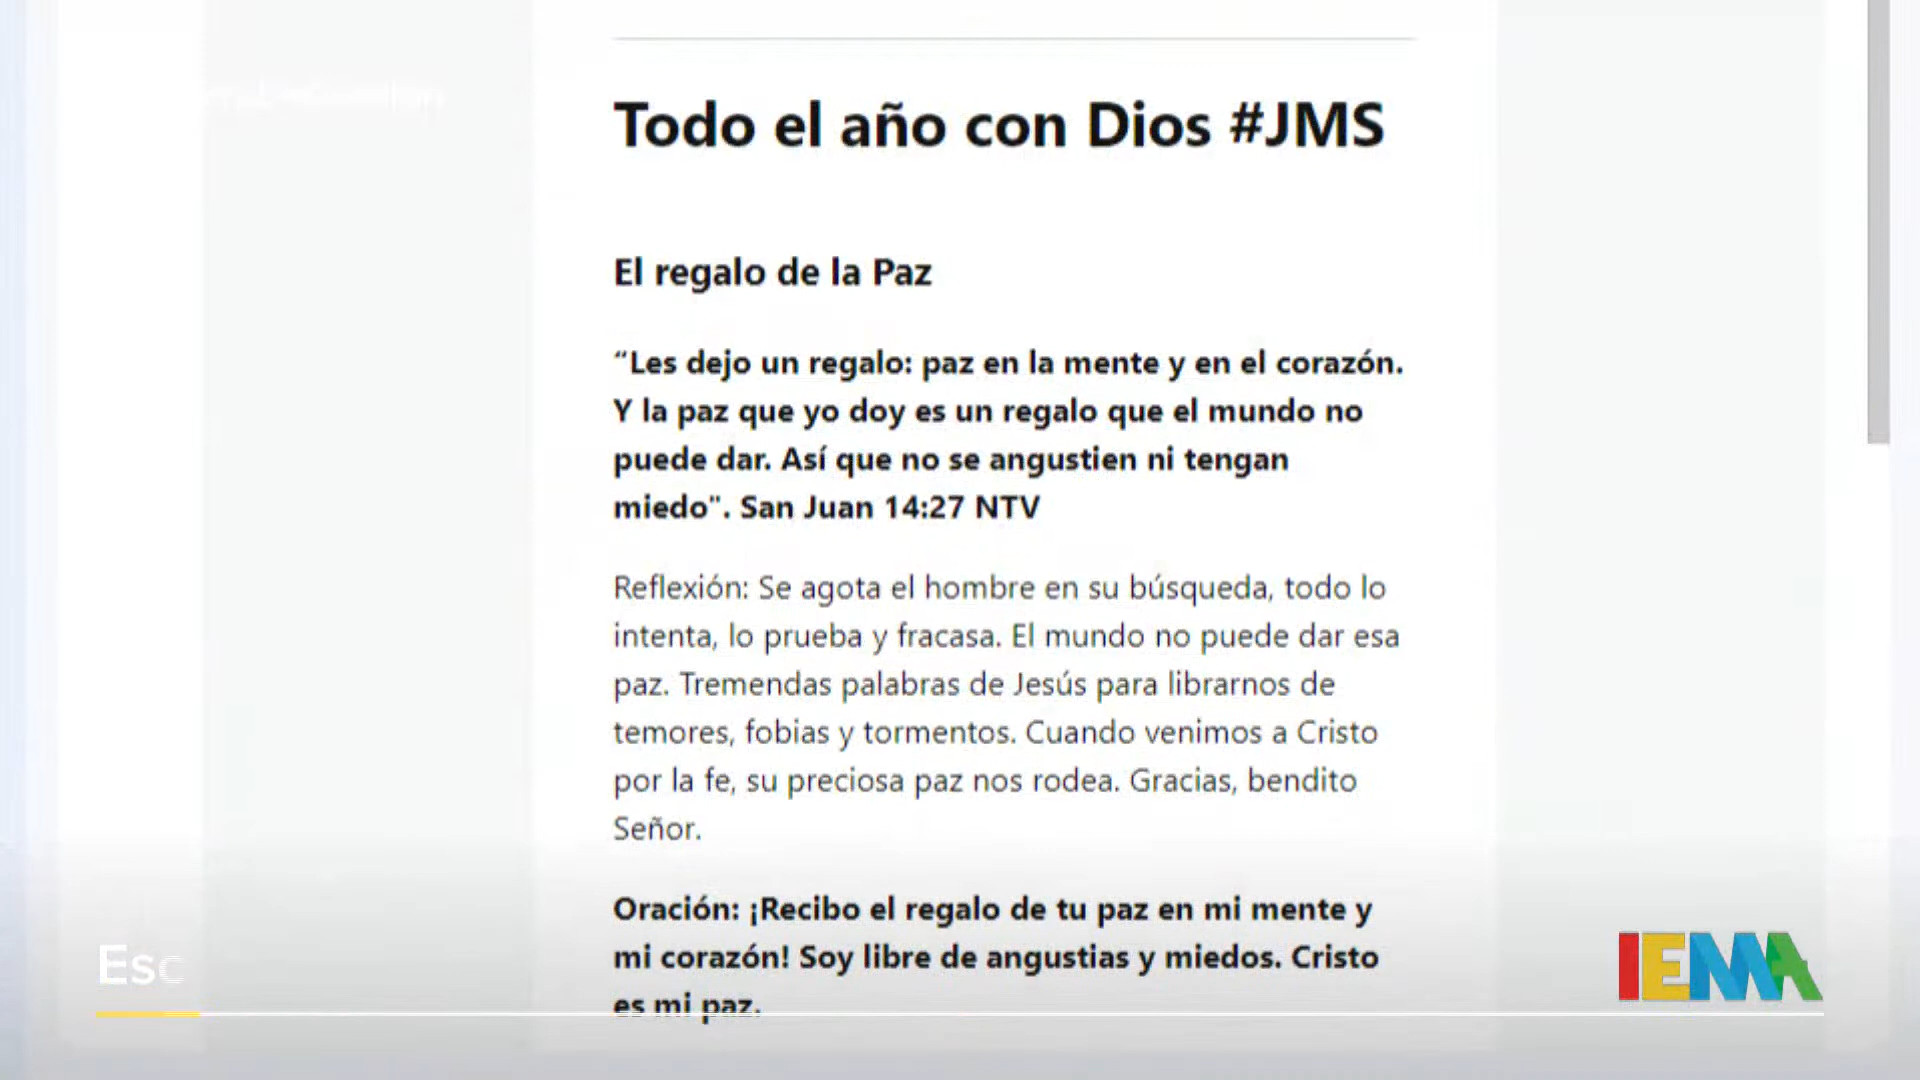 Todo el año con Dios #JMS
El regalo de la Paz
“Les dejo un regalo: paz en la mente y en el corazón.
Y la paz que yo doy es un regalo que el mundo no
puede dar. Así que no se angustien ni tengan
miedo". San Juan 14:27 NTV
Reflexión: Se agota el hombre en su búsqueda, todo lo
intenta, lo prueba y fracasa. El mundo no puede dar esa
paz. Tremendas palabras de Jesús para librarnos de
temores, fobias y tormentos. Cuando venimos a Cristo
por la fe, su preciosa paz nos rodea. Gracias, bendito
Señor.
Oración: ¡Recibo el regalo de tu paz en mi mente y
mi corazón! Soy libre de angustias y miedos. Cristo
es mi paz.
Esc
IEMA